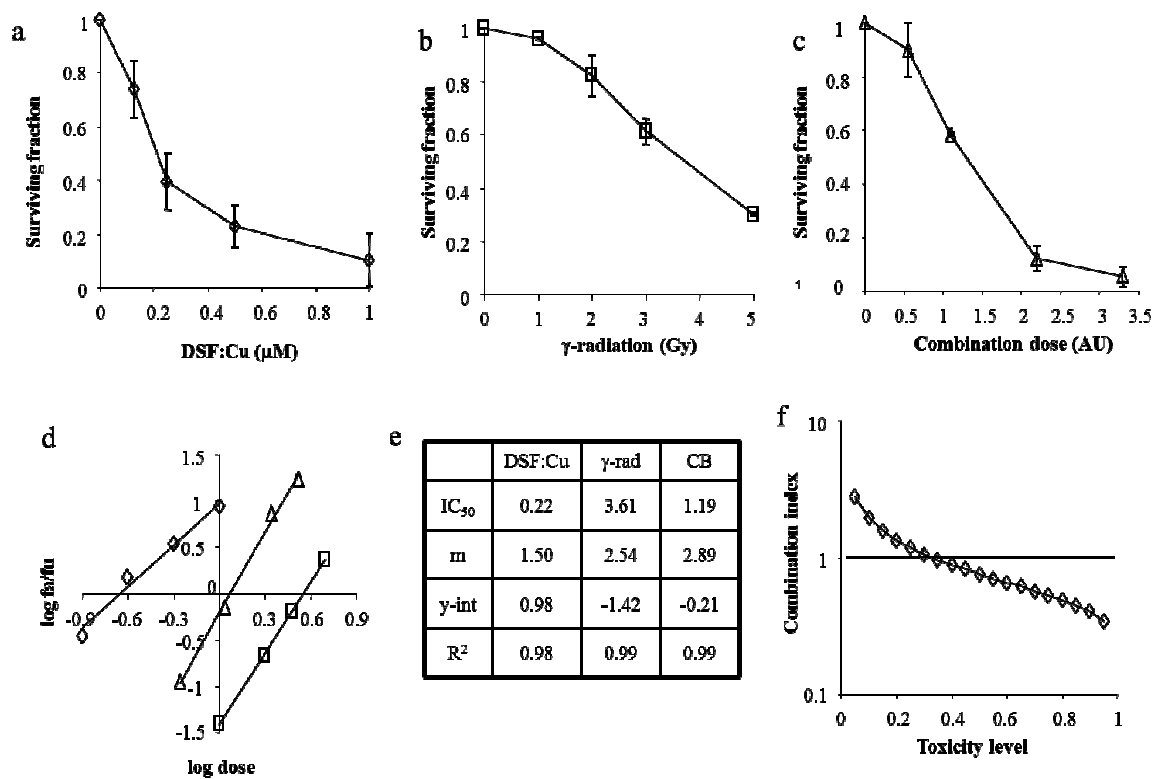 a
1
0.8
0.6
0.4
0.2
0
0 0.2 0.4 0.6 0.8 1
Surviving fraction
DSF:Cu (µM)
b
1
0.8
0.6
0.4
0.2
0
0 1 2 3 4 5
Surviving fraction
γ-radiation (Gy)
c
1
0.8
0.6
0.4
0.2
0
1
0 0.5 1 1.5 2 2.5 3 3.5
Surviving fraction
Combination dose (AU)
d
1.5
1
0.5
0
-0.5
-1
-1.5
-0.9 -0.6 -0.3 0 0.3 0.6 0.9
log fa/fu
log dose
e
DSF:Cu γ-rad CB
IC50 0.22 3.61 1.19
m 1.50 2.54 2.89
y-int 0.98 -1.42 -0.21
R² 0.98 0.99 0.99
f
10
1
0.1
0 0.2 0.4 0.6 0.8 1
Combination index
Toxicity level